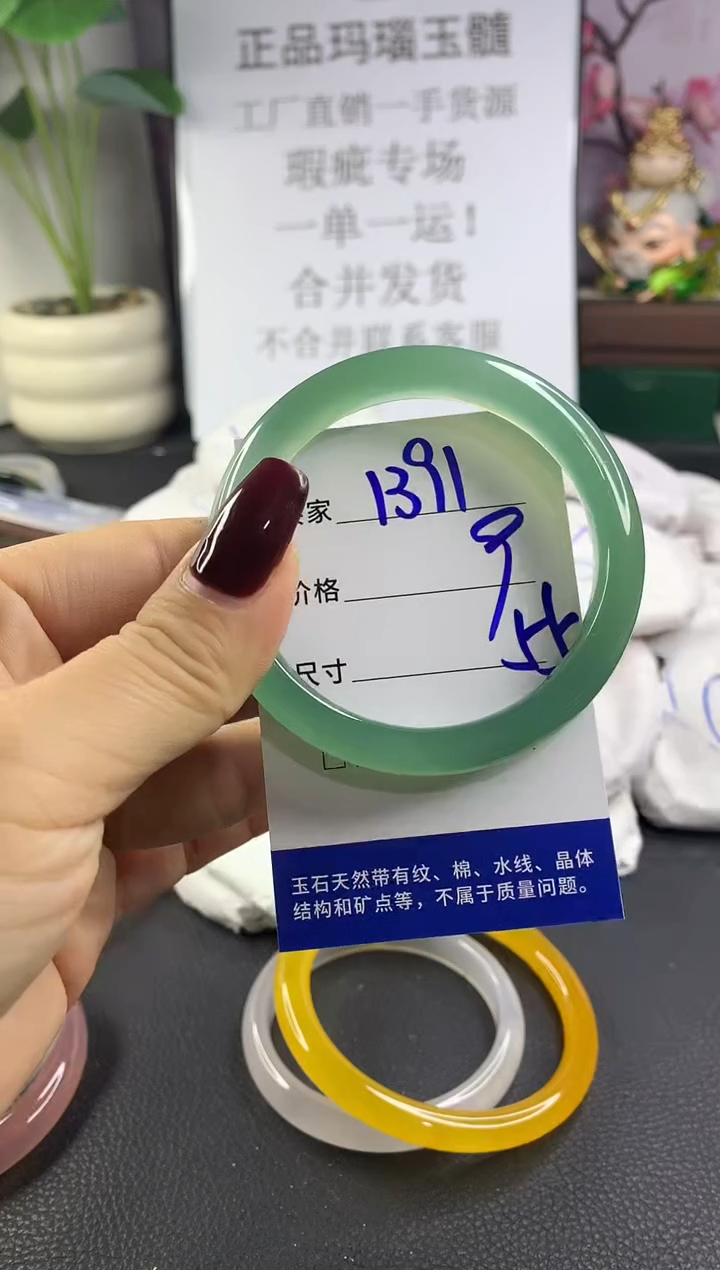 正品玛瑙玉髓
工厂直销一手货源
瑕疵专场
一单一运!
合并发货
不合并联系客服
家 1391
价格
尺寸
玉石天然带有纹、棉、水线、晶体
结构和矿点等，不属于质量问题。